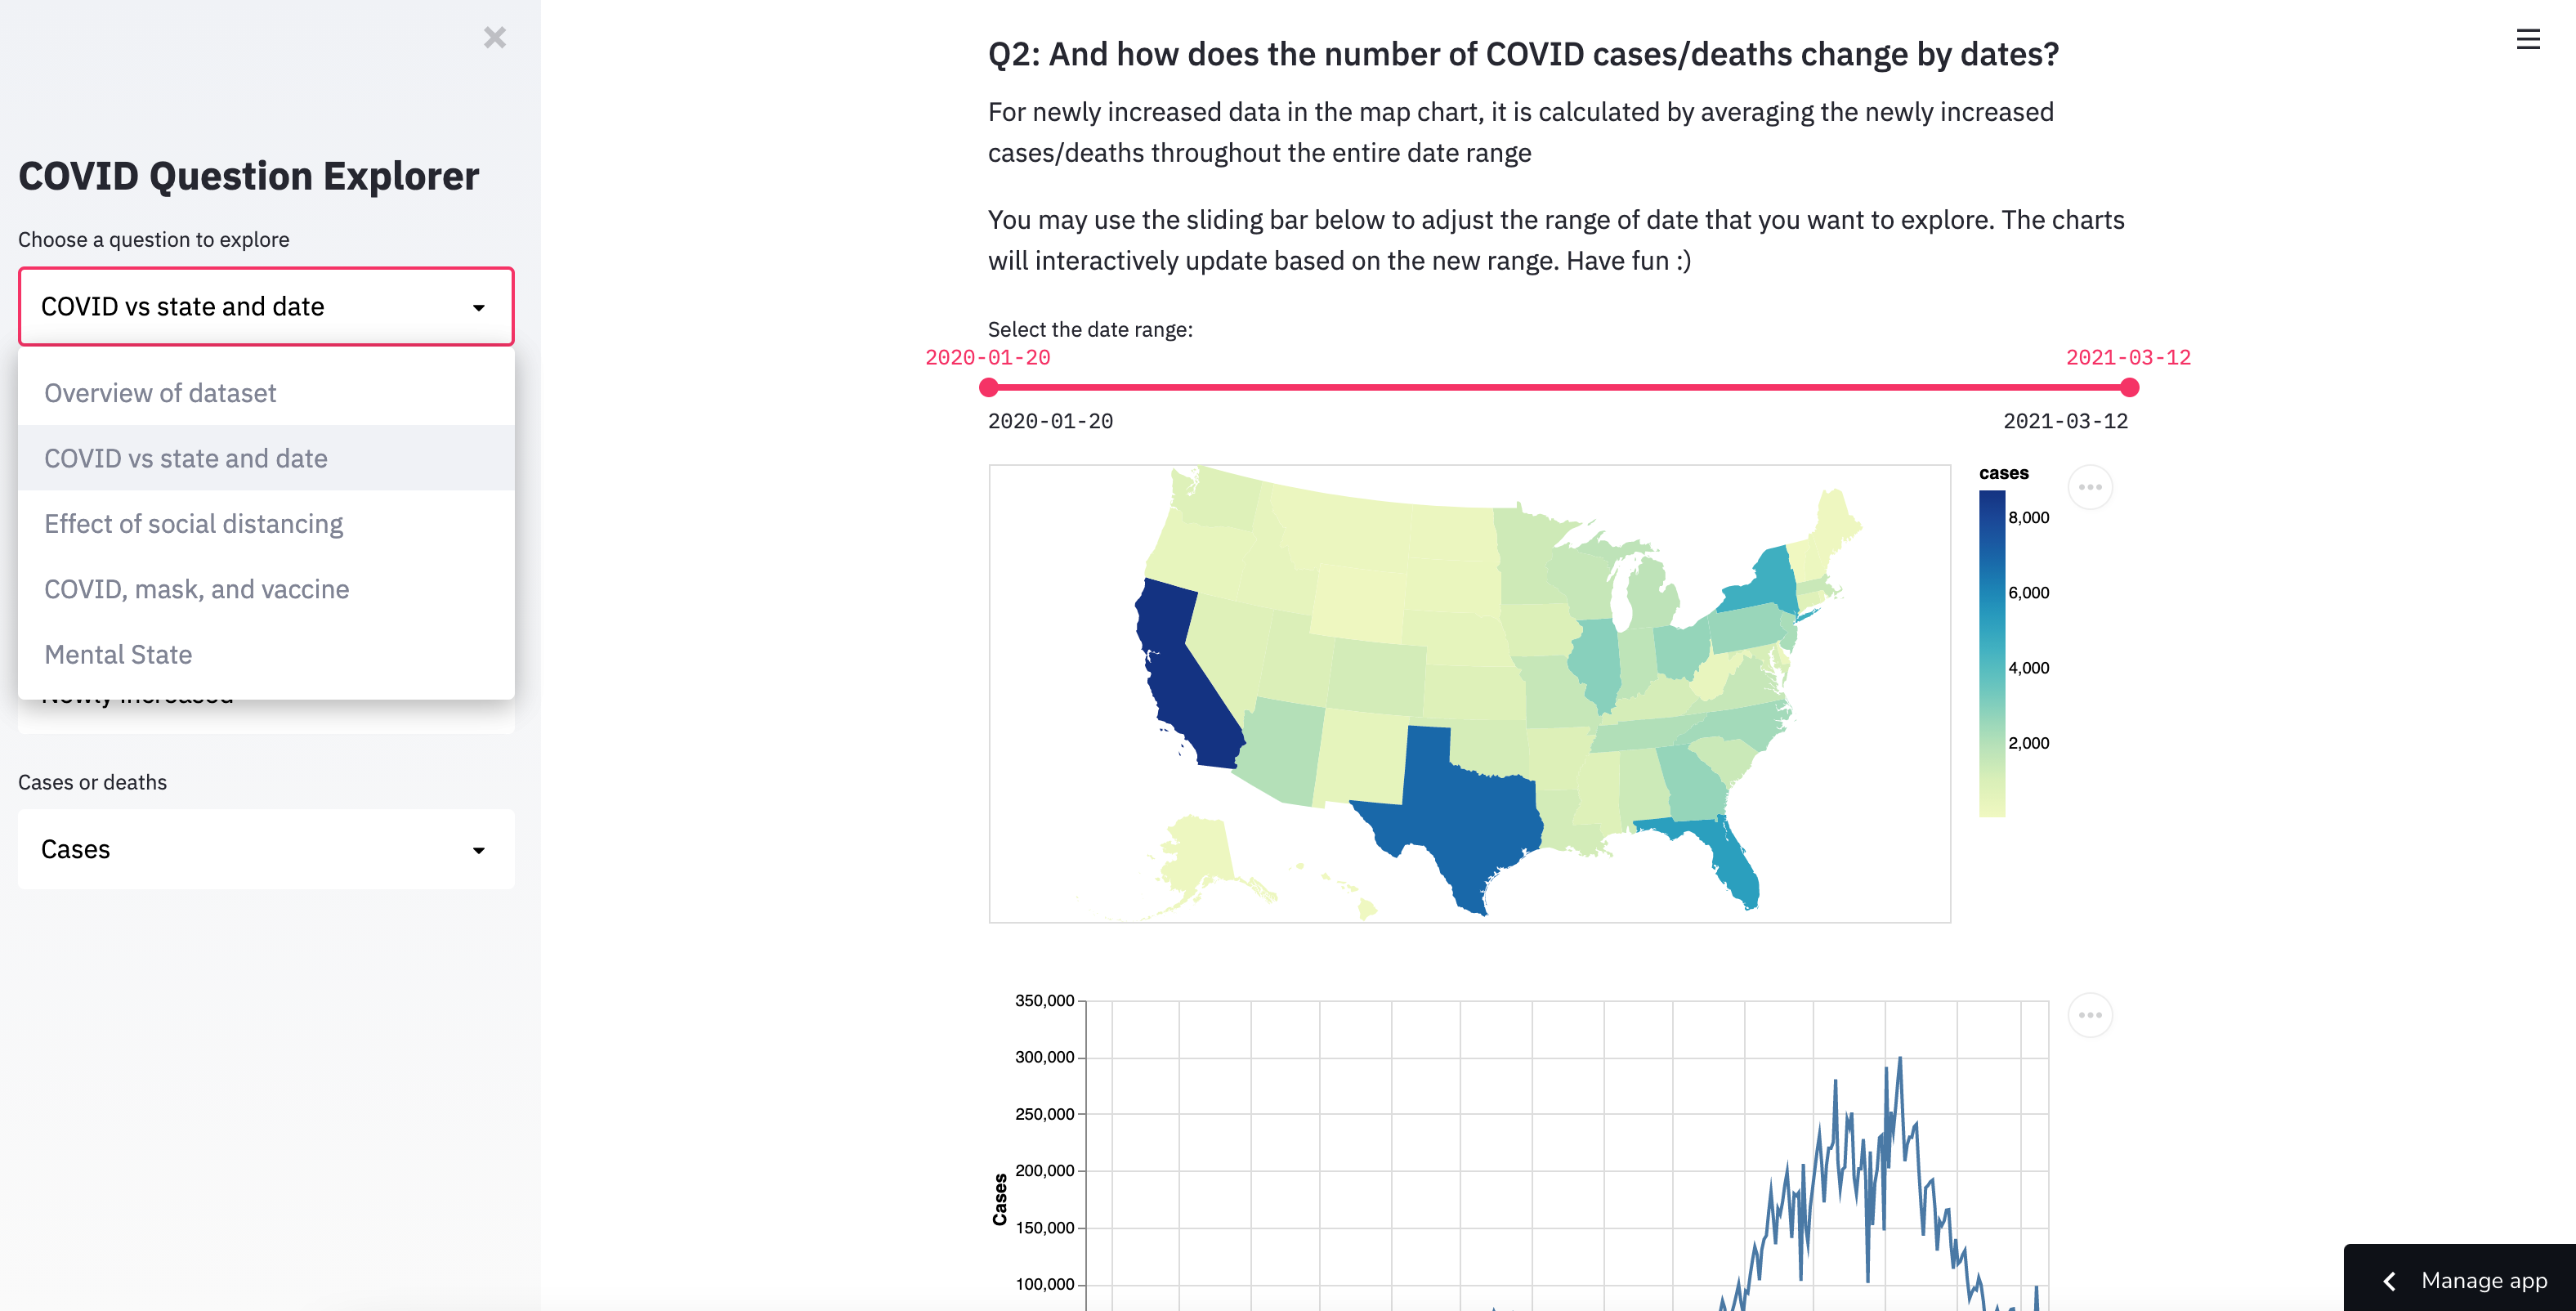 COVID Question Explorer
Choose a question to explore
COVID vs state and date
Overview of dataset
COVID vs state and date
Effect of social distancing
COVID, mask, and vaccine
Mental State
Newly increased
Cases or deaths
Cases
Q2: And how does the number of COVID cases/deaths change by dates?
For newly increased data in the map chart, it is calculated by averaging the newly increased
cases/deaths throughout the entire date range
You may use the sliding bar below to adjust the range of date that you want to explore. The charts
will interactively update based on the new range. Have fun :)
Select the date range:
2020-01-20
2021-03-12
2020-01-20
2021-03-12
cases
8,000
6,000
4,000
2,000
350,000
300,000
250,000
200,000
150,000
100,000
Cases
Manage app